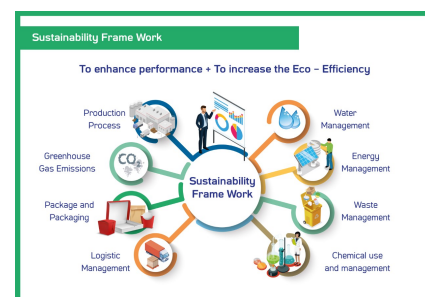 Sustainability Frame Work
To enhance performance + To increase the Eco – Efficiency
Production
Process
Water
Management
Greenhouse
Gas Emissions
CO2
Energy
Management
Sustainability
Frame Work
Package and
Packaging
Waste
Management
Logistic
Management
Chemical use
and management